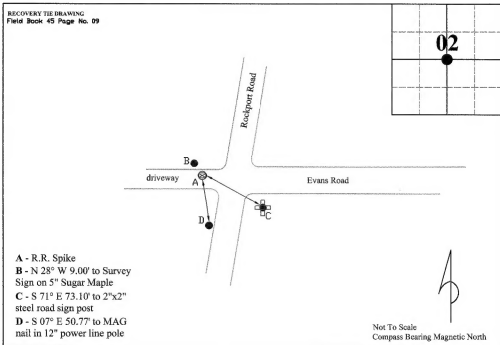 RECOVERY TIE DRAWING
Field Book 45 Page No. 09
02
Rockport Road
B
A
driveway
Evans Road
C
D
A - R.R. Spike
B - N 28° W 9.00' to Survey
Sign on 5" Sugar Maple
C - S 71° E 73.10' to 2"x2"
steel road sign post
D - S 07° E 50.77' to MAG
nail in 12" power line pole
Not To Scale
Compass Bearing Magnetic North